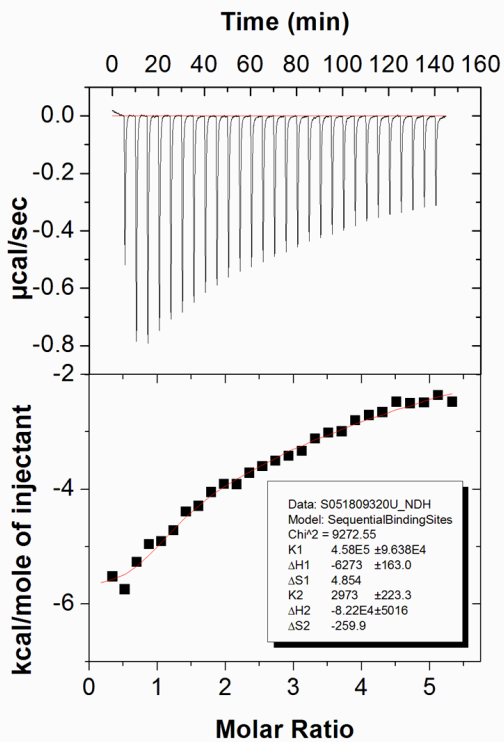 Time (min)
0 20 40 60 80 100 120 140 160
0.0
-0.2
-0.4
-0.6
-0.8
µcal/sec
-2
-4
-6
kcal/mole of injectant
Data: S051809320U_NDH
Model: SequentialBindingSites
Chi^2 = 9272.55
K1 4.58E5 ±9.638E4
ΔH1 -6273 ±163.0
ΔS1 4.854
K2 2973 ±223.3
ΔH2 -8.22E4 ±5016
ΔS2 -259.9
0 1 2 3 4 5
Molar Ratio